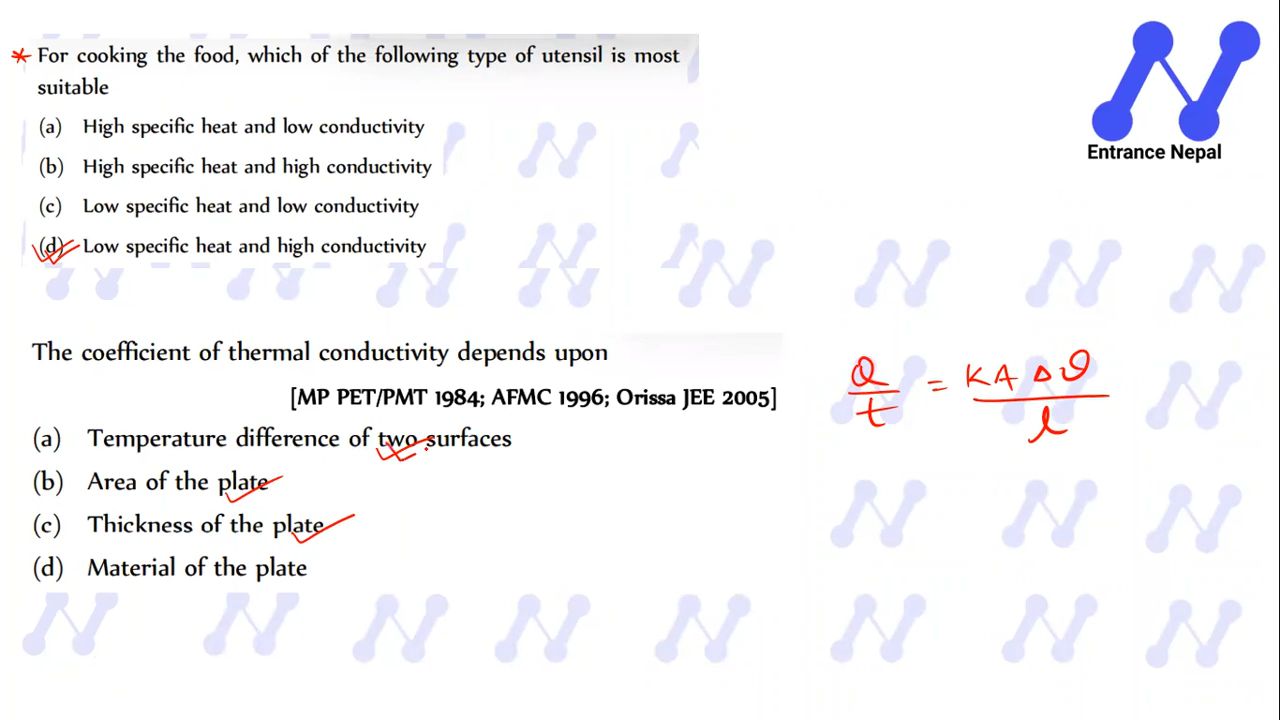 * For cooking the food, which of the following type of utensil is most
suitable
(a) High specific heat and low conductivity
(b) High specific heat and high conductivity
(c) Low specific heat and low conductivity
(d) Low specific heat and high conductivity
Entrance Nepal
The coefficient of thermal conductivity depends upon
[MP PET/PMT 1984; AFMC 1996; Orissa JEE 2005]
(a) Temperature difference of two surfaces
(b) Area of the plate
(c) Thickness of the plate
(d) Material of the plate
Q/t = KA Δθ/l